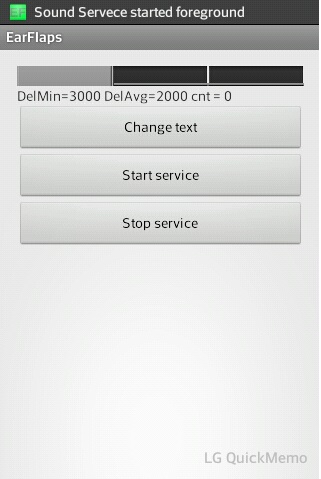 Sound Servece started foreground
EarFlaps
DelMin=3000 DelAvg=2000 cnt = 0
Change text
Start service
Stop service
LG QuickMemo